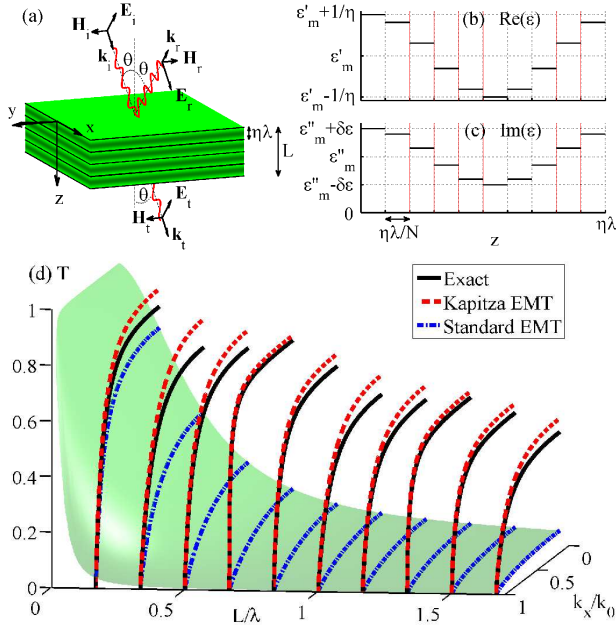 (a)
E_i
H_i
k_i
θ θ
k_r
H_r
E_r
y
x
z
ηλ
L
θ
E_t
H_t
k_t
(b) Re(ε)
ε'_m+1/η
ε'_m
ε'_m-1/η
(c) Im(ε)
ε''_m+δε
ε''_m
ε''_m-δε
0
ηλ/N
z
ηλ
(d) T
Exact
Kapitza EMT
Standard EMT
1
0.8
0.6
0.4
0.2
0
0 0.5 1 1.5
L/λ
0
0.5
1
k_x/k_0